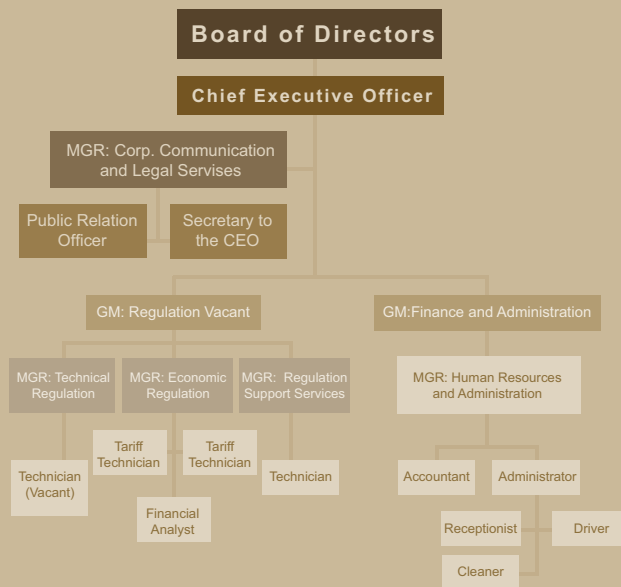 Board of Directors
Chief Executive Officer
MGR: Corp. Communication
and Legal Servises
Public Relation
Officer
Secretary to
the CEO
GM: Regulation Vacant
GM:Finance and Administration
MGR: Technical
Regulation
MGR: Economic
Regulation
MGR: Regulation
Support Services
MGR: Human Resources
and Administration
Tariff
Technician
Tariff
Technician
Technician
(Vacant)
Technician
Accountant
Administrator
Financial
Analyst
Receptionist
Driver
Cleaner